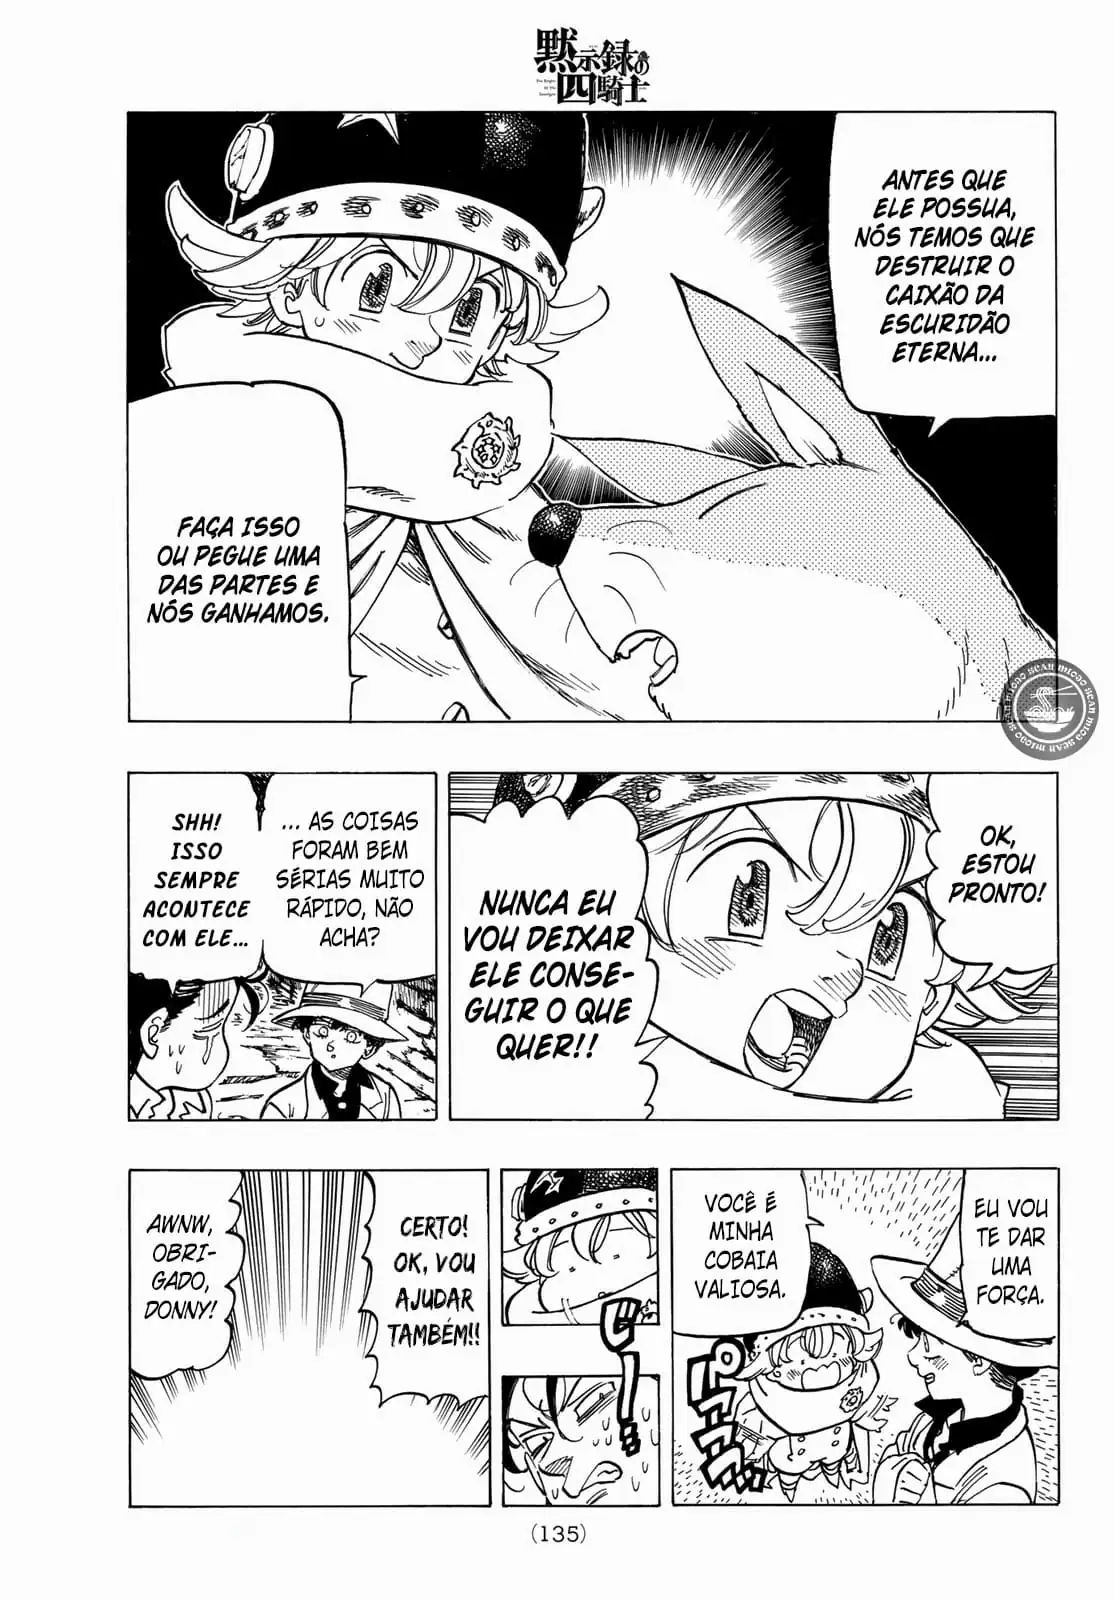 黙示録の
四騎士
ANTES QUE
ELE POSSUA,
NÓS TEMOS QUE
DESTRUIR O
CAIXÃO DA
ESCURIDÃO
ETERNA...
FAÇA ISSO
OU PEGUE UMA
DAS PARTES E
NÓS GANHAMOS.
OK,
ESTOU
PRONTO!
NUNCA EU
VOU DEIXAR
ELE CONSE-
GUIR O QUE
QUER!!
... AS COISAS
FORAM BEM
SÉRIAS MUITO
RÁPIDO, NÃO
ACHA?
SHH!
ISSO
SEMPRE
ACONTECE
COM ELE...
EU VOU
TE DAR
UMA
FORÇA.
VOCÊ É
MINHA
COBAIA
VALIOSA.
CERTO!
OK, VOU
AJUDAR
TAMBÉM!!
AWNW,
OBRI-
GADO,
DONNY!
(135)